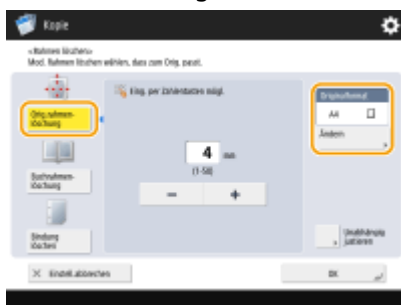 Kopie
<Rahmen löschen>
Mod. Rahmen löschen wählen, dass zum Orig. passt.
Orig.rahmen-
löschung
Eing. per Zahlentasten mögl.
Originalformat
A4
Ändern
4 mm
(1-50)
Buchrahmen-
löschung
− +
Bindung
löschen
Unabhängig
justieren
× Einstell. abbrechen
OK